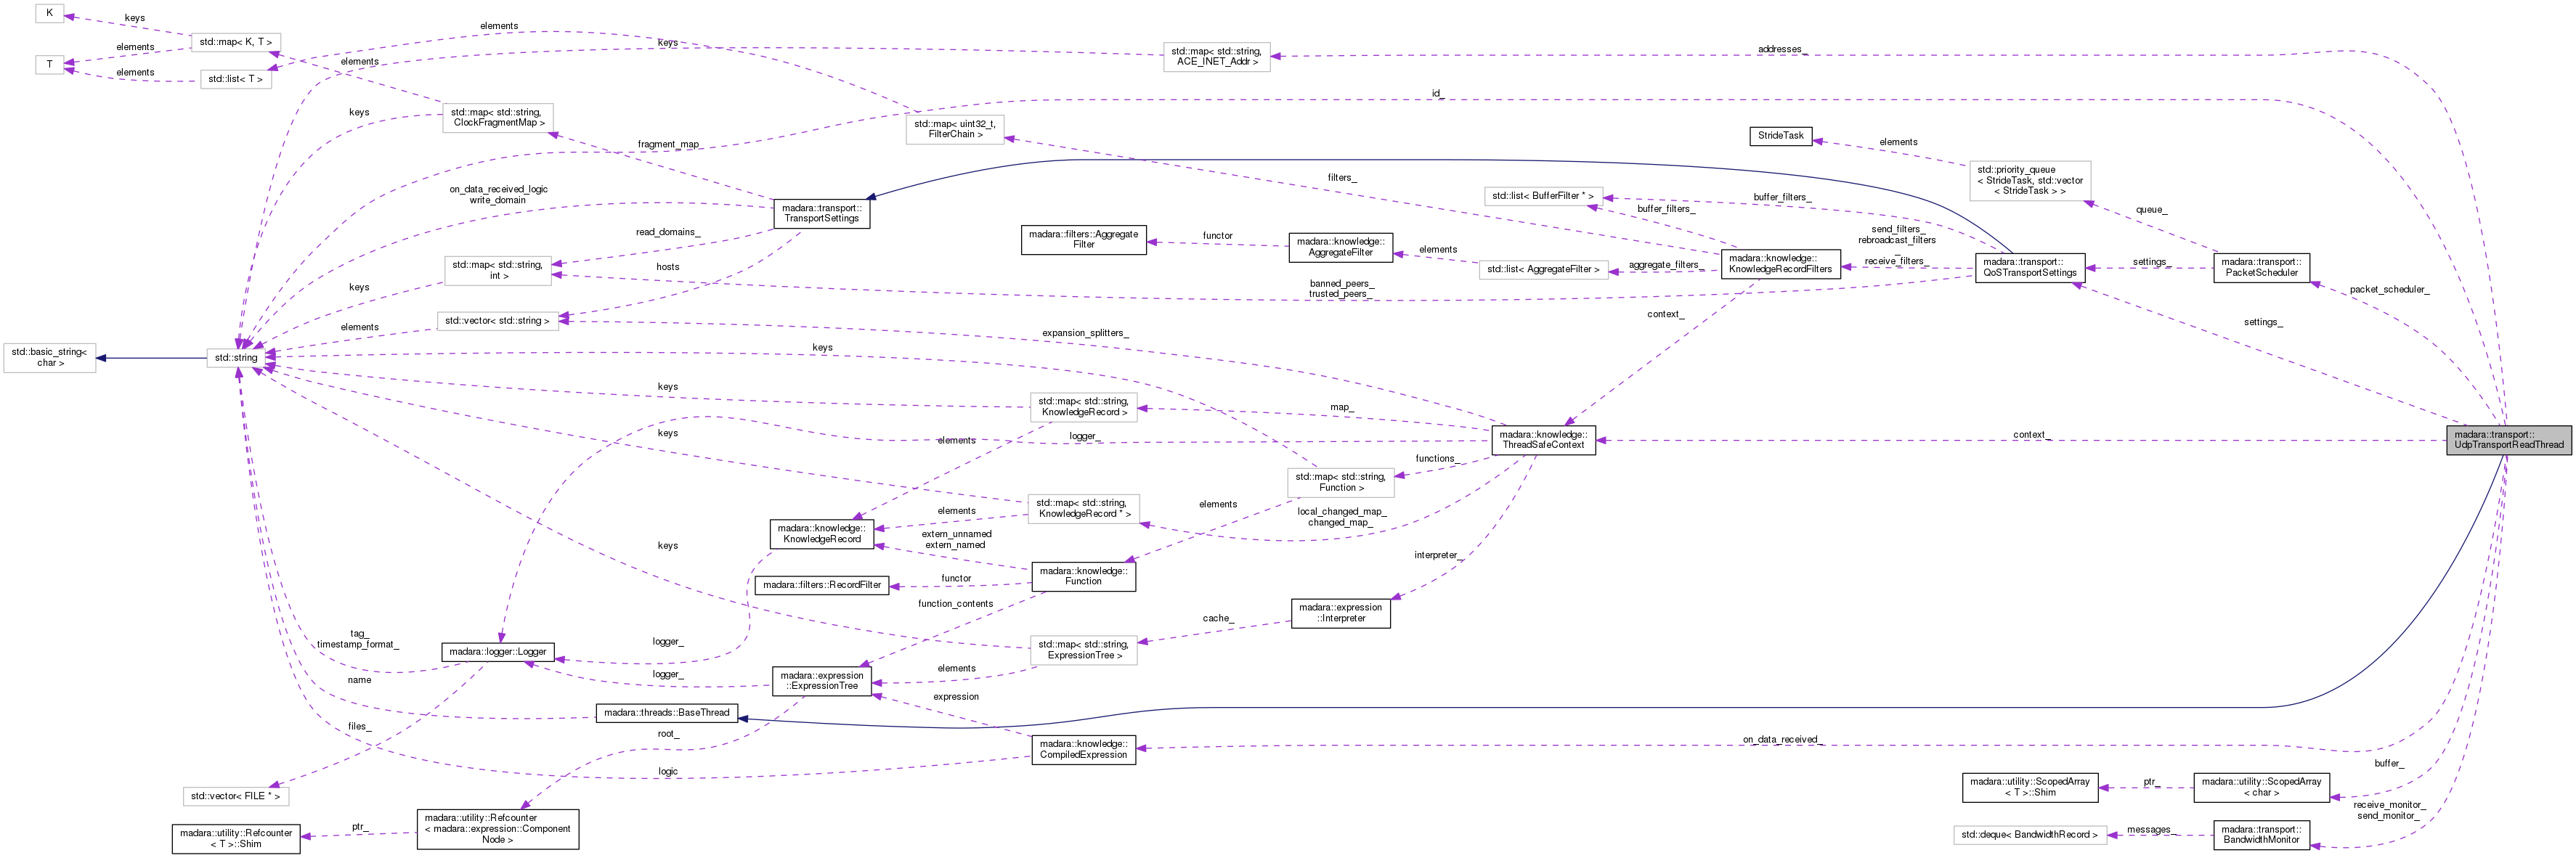 K
keys
std::map< K, T >
elements
T
elements
std::list< T >
elements
keys
elements
std::map< std::string,
ACE_INET_Addr >
addresses_
keys
std::map< std::string,
ClockFragmentMap >
id_
std::map< uint32_t,
FilterChain >
fragment_map
StrideTask
elements
std::priority_queue
< StrideTask, std::vector
< StrideTask > >
on_data_received_logic
write_domain
madara::transport::
TransportSettings
filters_
std::list< BufferFilter * >
buffer_filters_
buffer_filters_
queue_
read_domains_
madara::filters::Aggregate
Filter
functor
madara::knowledge::
AggregateFilter
elements
std::list< AggregateFilter >
aggregate_filters_
madara::knowledge::
KnowledgeRecordFilters
send_filters_
rebroadcast_filters
_
receive_filters_
madara::transport::
QoSTransportSettings
settings_
madara::transport::
PacketScheduler
keys
std::map< std::string,
int >
hosts
banned_peers_
trusted_peers_
packet_scheduler_
elements
std::vector< std::string >
context_
settings_
expansion_splitters_
std::basic_string<
char >
std::string
keys
keys
std::map< std::string,
KnowledgeRecord >
map_
keys
elements
logger_
madara::knowledge::
ThreadSafeContext
context_
madara::transport::
UdpTransportReadThread
functions_
std::map< std::string,
Function >
elements
std::map< std::string,
KnowledgeRecord * >
local_changed_map_
changed_map_
madara::knowledge::
KnowledgeRecord
extern_unnamed
extern_named
keys
interpreter_
madara::filters::RecordFilter
functor
madara::knowledge::
Function
elements
function_contents
madara::expression
::Interpreter
cache_
tag_
timestamp_format_
madara::logger::Logger
logger_
std::map< std::string,
ExpressionTree >
elements
logger_
madara::expression
::ExpressionTree
name
expression
madara::threads::BaseThread
files_
root_
madara::knowledge::
CompiledExpression
on_data_received_
logic
buffer_
std::vector< FILE * >
madara::utility::ScopedArray
< T >::Shim
ptr_
madara::utility::ScopedArray
< char >
madara::utility::Refcounter
< T >::Shim
ptr_
madara::utility::Refcounter
< madara::expression::Component
Node >
receive_monitor_
send_monitor_
std::deque< BandwidthRecord >
messages_
madara::transport::
BandwidthMonitor